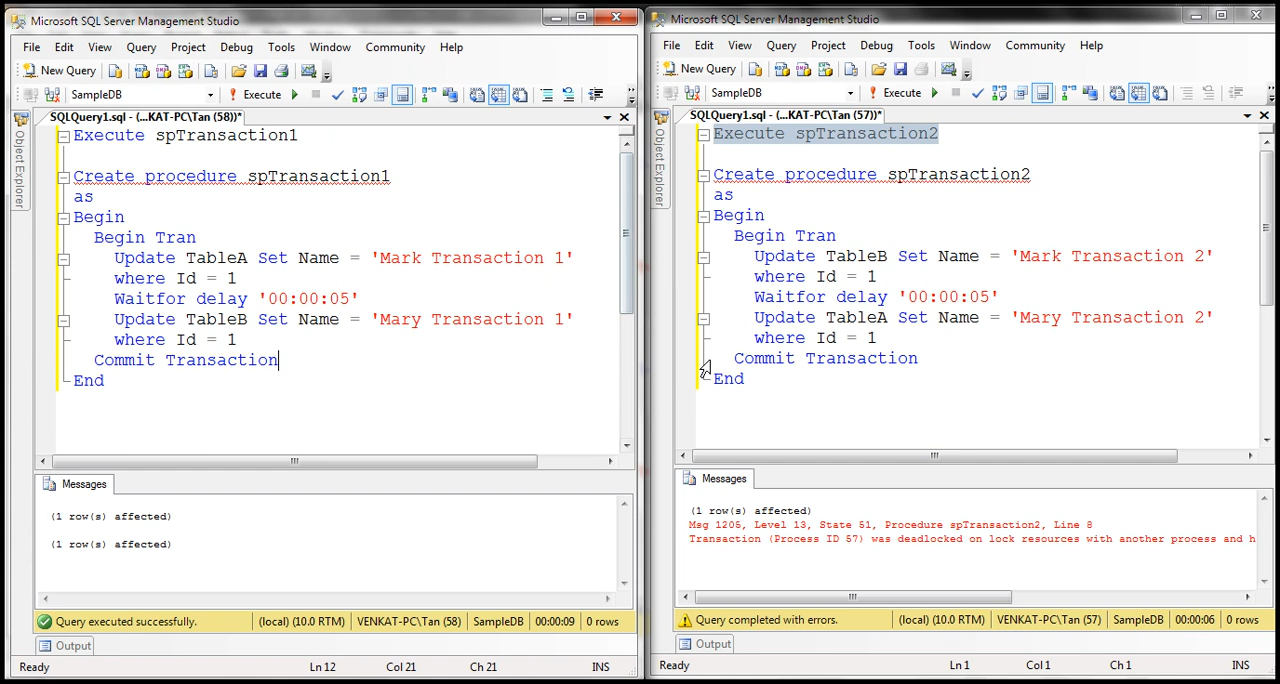 Microsoft SQL Server Management Studio
File Edit View Query Project Debug Tools Window Community Help
New Query
SampleDB Execute
SQLQuery1.sql - (...KAT-PC\Tan (58))*
Object Explorer
Execute spTransaction1
Create procedure spTransaction1
as
Begin
Begin Tran
Update TableA Set Name = 'Mark Transaction 1'
where Id = 1
Waitfor delay '00:00:05'
Update TableB Set Name = 'Mary Transaction 1'
where Id = 1
Commit Transaction
End
Messages
(1 row(s) affected)
(1 row(s) affected)
Query executed successfully. (local) (10.0 RTM) VENKAT-PC\Tan (58) SampleDB 00:00:09 0 rows
Output
Ready Ln 12 Col 21 Ch 21 INS
Microsoft SQL Server Management Studio
File Edit View Query Project Debug Tools Window Community Help
New Query
SampleDB Execute
SQLQuery1.sql - (...KAT-PC\Tan (57))*
Object Explorer
Execute spTransaction2
Create procedure spTransaction2
as
Begin
Begin Tran
Update TableB Set Name = 'Mark Transaction 2'
where Id = 1
Waitfor delay '00:00:05'
Update TableA Set Name = 'Mary Transaction 2'
where Id = 1
Commit Transaction
End
Messages
(1 row(s) affected)
Msg 1205, Level 13, State 51, Procedure spTransaction2, Line 8
Transaction (Process ID 57) was deadlocked on lock resources with another process and h
Query completed with errors. (local) (10.0 RTM) VENKAT-PC\Tan (57) SampleDB 00:00:06 0 rows
Output
Ready Ln 1 Col 1 Ch 1 INS